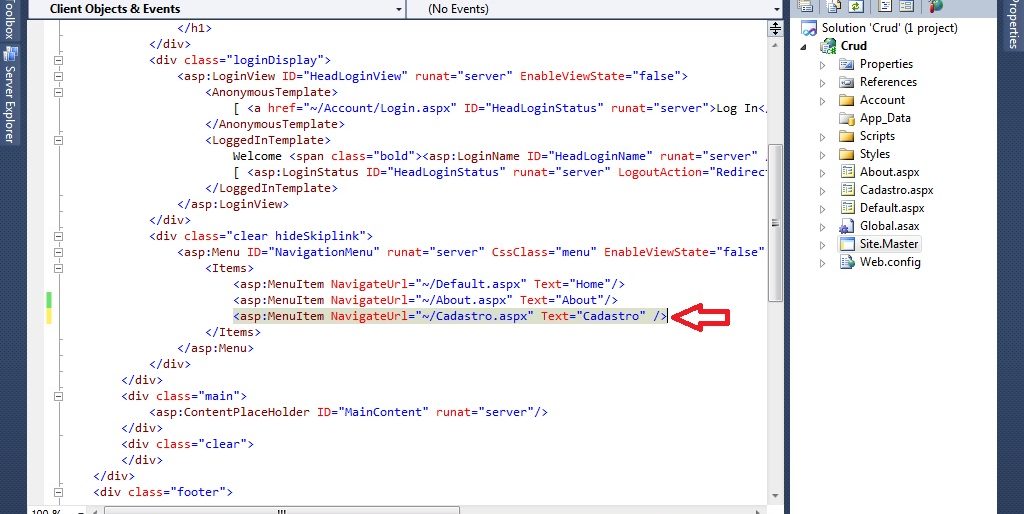 Client Objects & Events
(No Events)
</h1>
</div>
<div class="loginDisplay">
<asp:LoginView ID="HeadLoginView" runat="server" EnableViewState="false">
<AnonymousTemplate>
[ <a href="~/Account/Login.aspx" ID="HeadLoginStatus" runat="server">Log In</
</AnonymousTemplate>
<LoggedInTemplate>
Welcome <span class="bold"><asp:LoginName ID="HeadLoginName" runat="server" /
[ <asp:LoginStatus ID="HeadLoginStatus" runat="server" LogoutAction="Redirect
</LoggedInTemplate>
</asp:LoginView>
</div>
<div class="clear hideSkiplink">
<asp:Menu ID="NavigationMenu" runat="server" CssClass="menu" EnableViewState="false"
<Items>
<asp:MenuItem NavigateUrl="~/Default.aspx" Text="Home"/>
<asp:MenuItem NavigateUrl="~/About.aspx" Text="About"/>
<asp:MenuItem NavigateUrl="~/Cadastro.aspx" Text="Cadastro" />
</Items>
</asp:Menu>
</div>
</div>
<div class="main">
<asp:ContentPlaceHolder ID="MainContent" runat="server"/>
</div>
<div class="clear">
</div>
</div>
<div class="footer">
100 %
Toolbox
Server Explorer
Solution 'Crud' (1 project)
Crud
Properties
References
Account
App_Data
Scripts
Styles
About.aspx
Cadastro.aspx
Default.aspx
Global.asax
Site.Master
Web.config
Properties